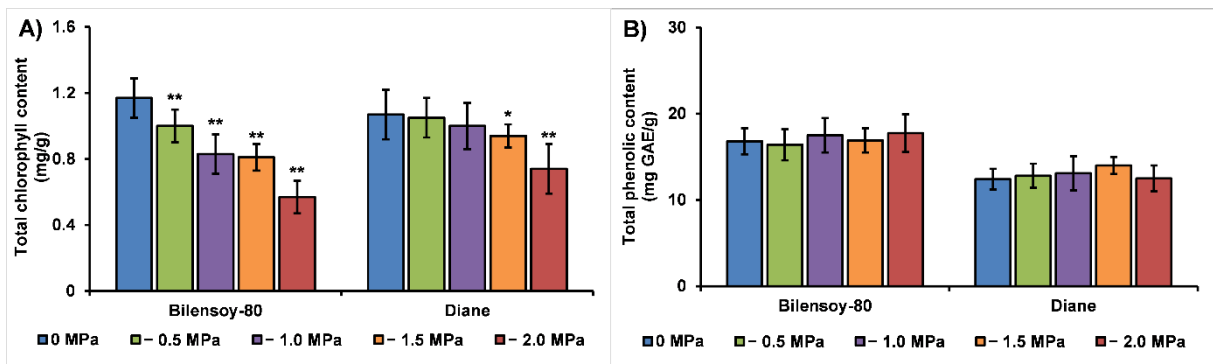 A)
Total chlorophyll content
(mg/g)
1.6
1.2
0.8
0.4
0
**
**
**
**
*
**
Bilensoy-80 Diane
0 MPa – 0.5 MPa – 1.0 MPa – 1.5 MPa – 2.0 MPa
B)
Total phenolic content
(mg GAE/g)
30
20
10
0
Bilensoy-80 Diane
0 MPa – 0.5 MPa – 1.0 MPa – 1.5 MPa – 2.0 MPa